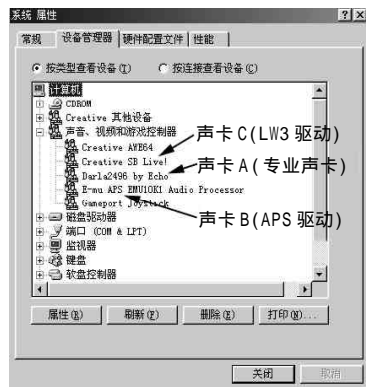 系统 属性
常规 设备管理器 硬件配置文件 性能
按类型查看设备(T) 按连接查看设备(C)
计算机
CDROM
Creative 其他设备
声音、视频和游戏控制器
Creative AWE64
声卡 C(LW3 驱动)
Creative SB Live!
声卡 A(专业声卡)
Darla2496 by Echo
E-mu APS EMU10K1 Audio Processor
Gameport Joystick
声卡 B(APS 驱动)
磁盘驱动器
端口 (COM & LPT)
监视器
键盘
软盘控制器
属性(R) 刷新(F) 删除(E) 打印(N)...
关闭 取消